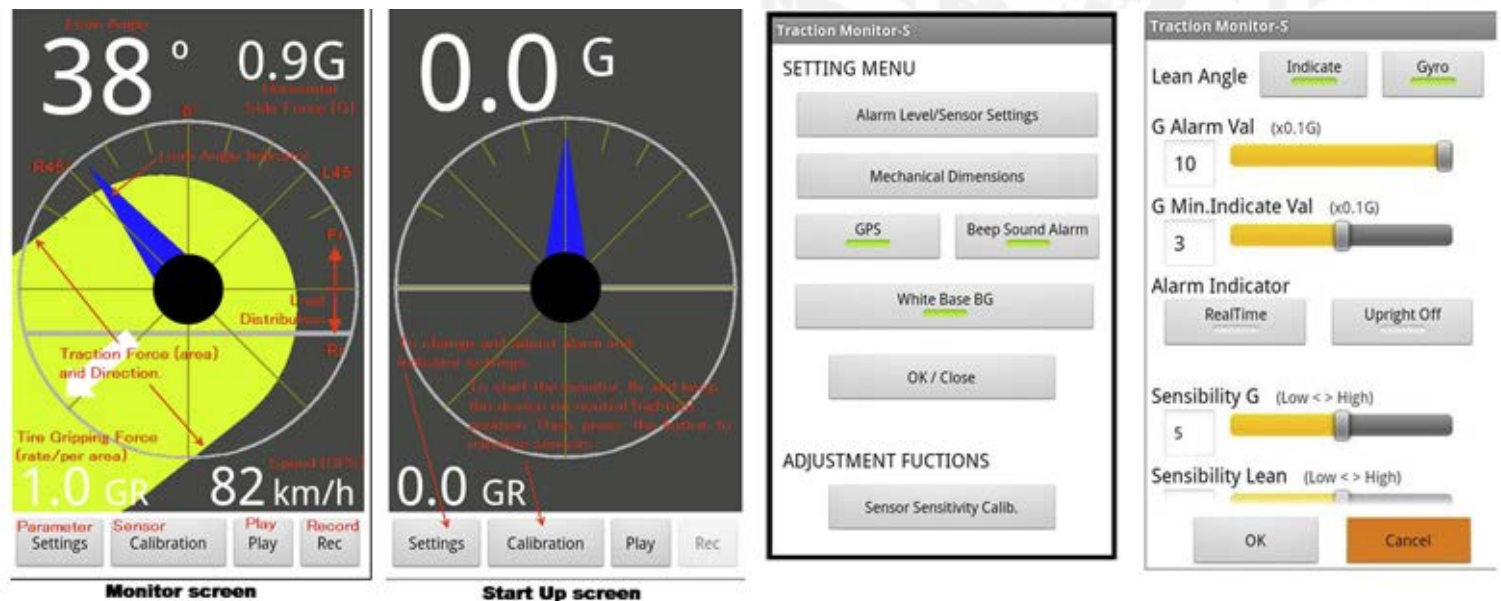 Lean Angle
38 °
0.9G
Horizontal
Side Force (G)
0°
Lean Angle Indicator
R45°
L45°
Fr
Load
Distribution
Rr
Traction Force (area)
and Direction.
Tire Gripping Force
(rate/per area)
Speed (GPS)
1.0 GR
82 km/h
Parameter
Sensor
Play
Record
Settings
Calibration
Play
Rec
Monitor screen
0.0 G
To change and adjust alarm and
indicator settings.
To start the monitor, fix and keep
the device on neutral
position. Then, press the button to
sensors.
0.0 GR
Settings
Calibration
Play
Rec
Start Up screen
Traction Monitor-S
SETTING MENU
Alarm Level/Sensor Settings
Mechanical Dimensions
GPS
Beep Sound Alarm
White Base BG
OK / Close
ADJUSTMENT FUCTIONS
Sensor Sensitivity Calib.
Traction Monitor-S
Lean Angle
Indicate
Gyro
G Alarm Val (x0.1G)
10
G Min.Indicate Val (x0.1G)
3
Alarm Indicator
RealTime
Upright Off
Sensibility G (Low < > High)
5
Sensibility Lean (Low < > High)
OK
Cancel